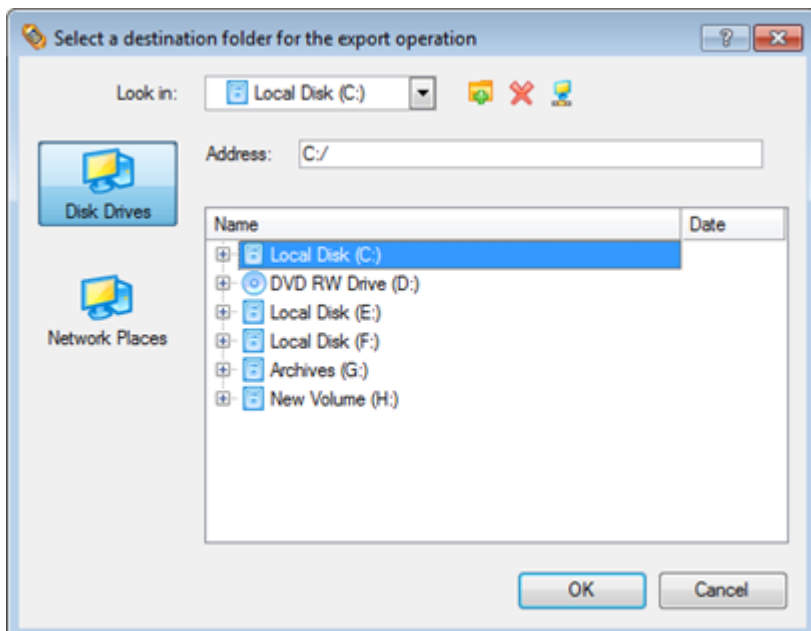 Select a destination folder for the export operation
Look in: Local Disk (C:)
Address: C:/
Disk Drives
Network Places
Name Date
Local Disk (C:)
DVD RW Drive (D:)
Local Disk (E:)
Local Disk (F:)
Archives (G:)
New Volume (H:)
OK Cancel